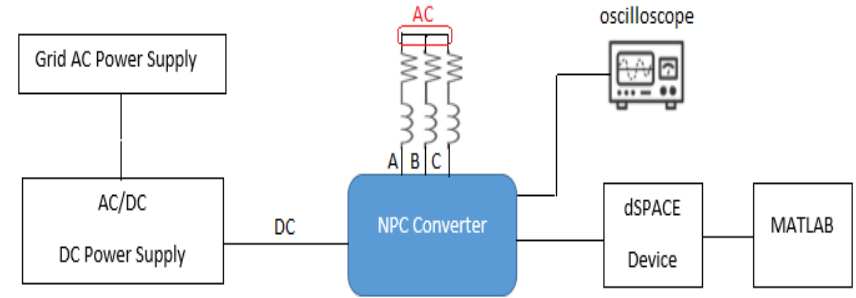 AC
oscilloscope
Grid AC Power Supply
A B C
AC/DC
DC Power Supply
DC
NPC Converter
dSPACE
Device
MATLAB